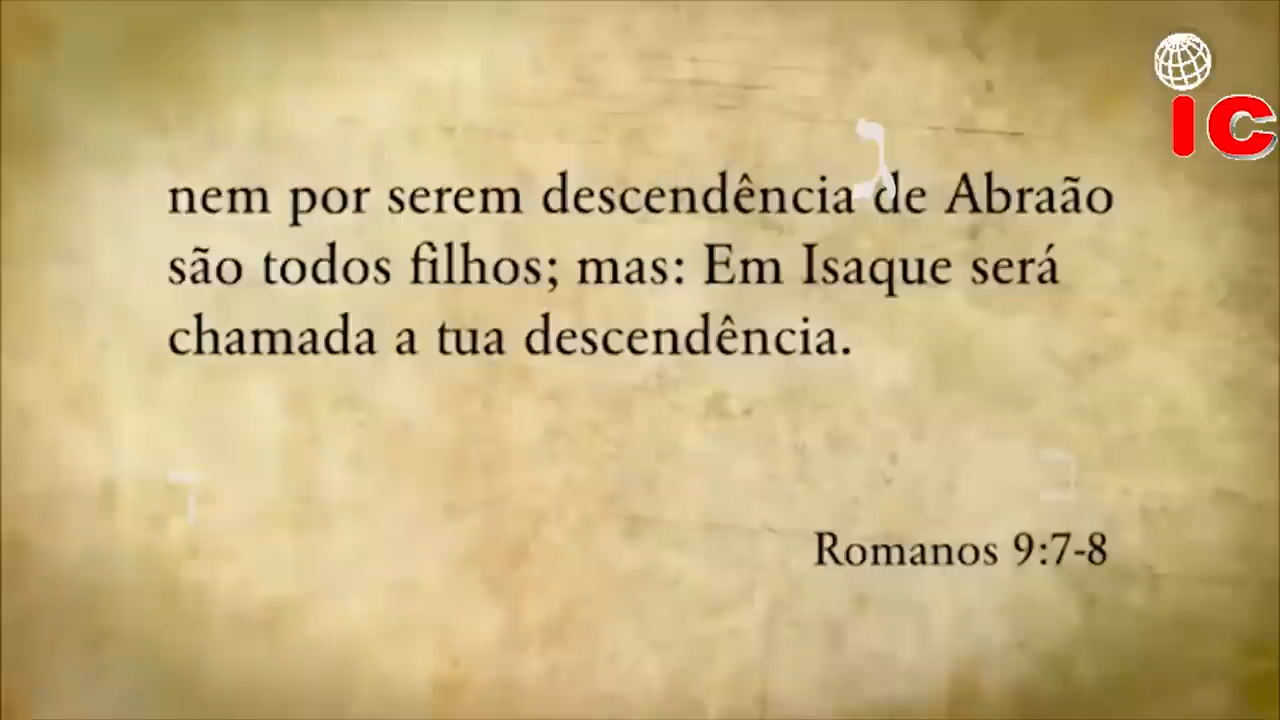 IC
nem por serem descendência de Abraão
são todos filhos; mas: Em Isaque será
chamada a tua descendência.
Romanos 9:7-8